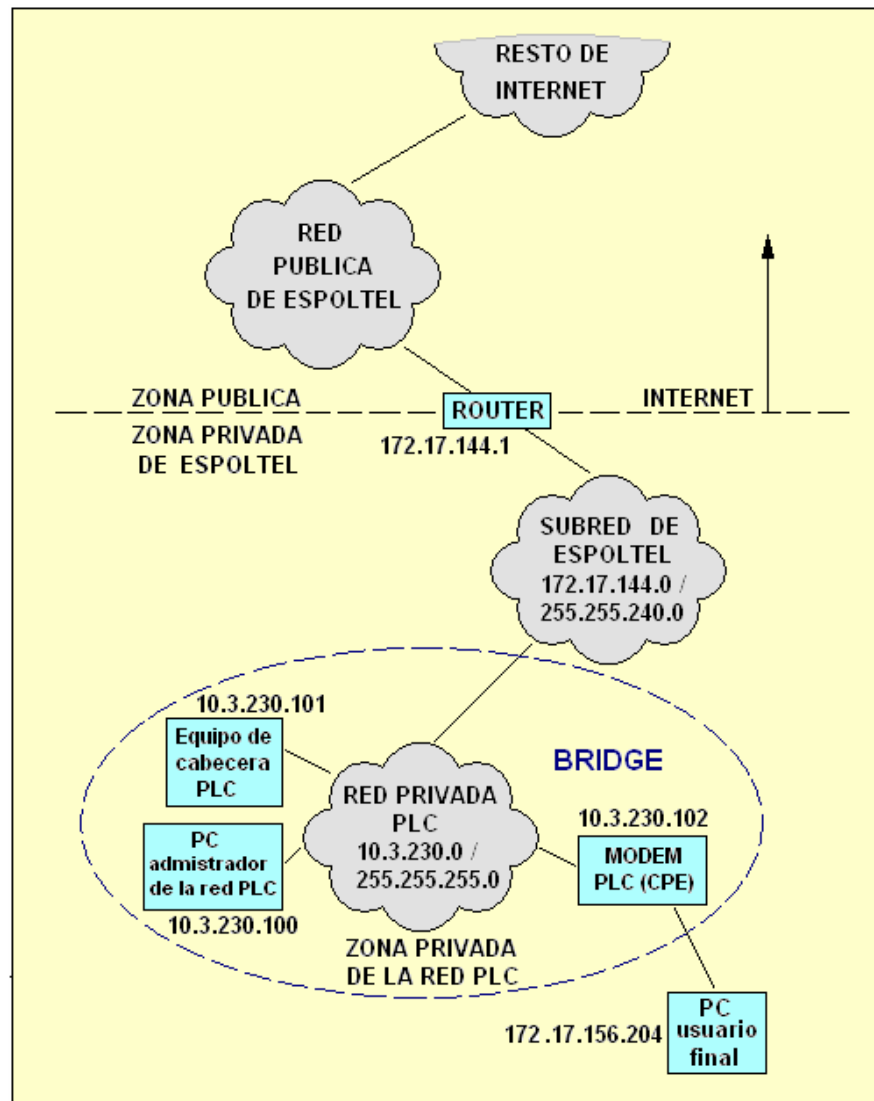 RESTO DE
INTERNET
RED
PUBLICA
DE ESPOLTEL
ZONA PUBLICA
ROUTER
INTERNET
ZONA PRIVADA
DE ESPOLTEL
172.17.144.1
SUBRED DE
ESPOLTEL
172.17.144.0 /
255.255.240.0
10.3.230.101
Equipo de
cabecera
PLC
BRIDGE
RED PRIVADA
PLC
10.3.230.0 /
255.255.255.0
10.3.230.102
MODEM
PLC (CPE)
PC
admistrador
de la red PLC
10.3.230.100
ZONA PRIVADA
DE LA RED PLC
172.17.156.204
PC
usuario
final